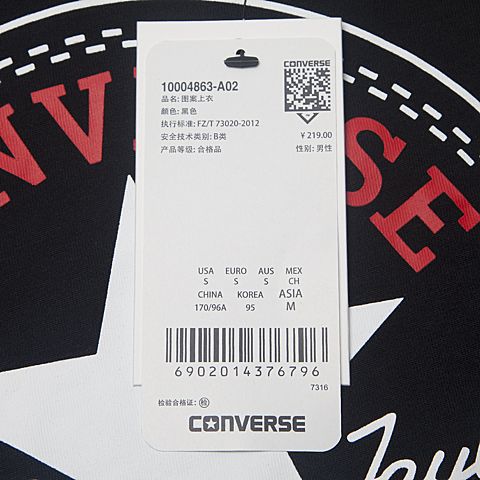 CONVERSE
10004863-A02
品名: 图案上衣
颜色: 黑色
执行标准: FZ/T 73020-2012
安全技术类别: B类
¥ 219.00
产品等级: 合格品
性别: 男性
USA EURO AUS MEX
S S S CH
CHINA KOREA ASIA
170/96A 95 M
6902014376796
7316
检验合格证: 检
CONVERSE
NVERSE